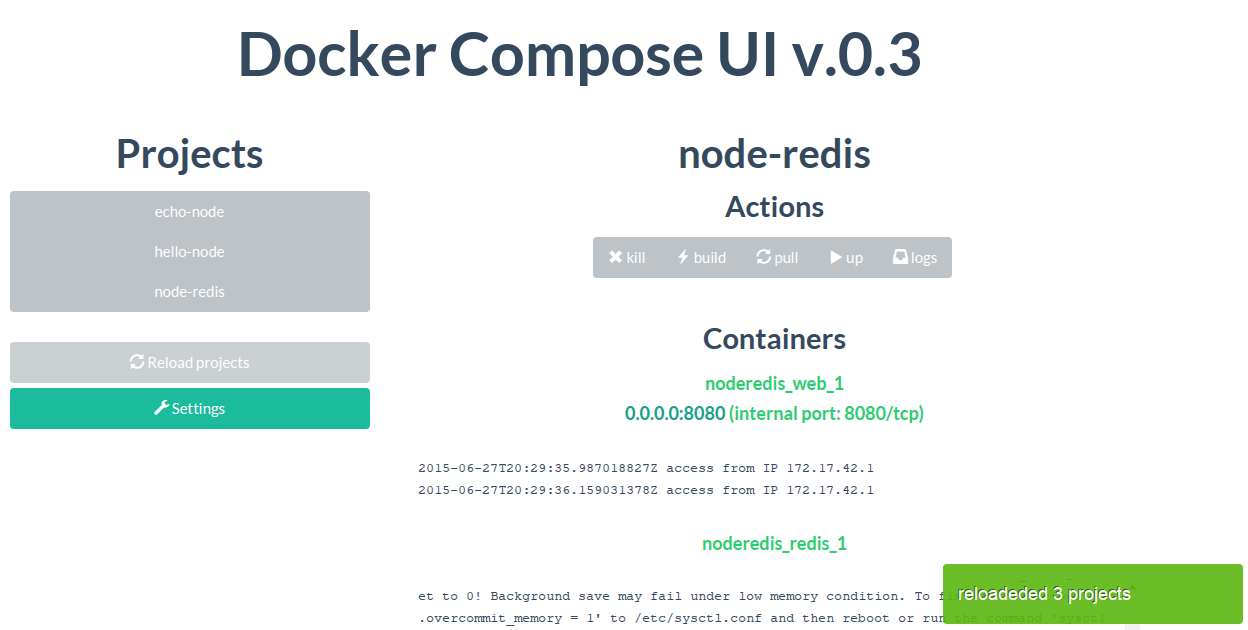 Docker Compose UI v.0.3
Projects
echo-node
hello-node
node-redis
Reload projects
Settings
node-redis
Actions
kill build pull up logs
Containers
noderedis_web_1
0.0.0.0:8080 (internal port: 8080/tcp)
2015-06-27T20:29:35.987018827Z access from IP 172.17.42.1
2015-06-27T20:29:36.159031378Z access from IP 172.17.42.1
noderedis_redis_1
et to 0! Background save may fail under low memory condition. To
.overcommit_memory = 1' to /etc/sysctl.conf and then reboot or run the command 'sysctl
reloadeded 3 projects